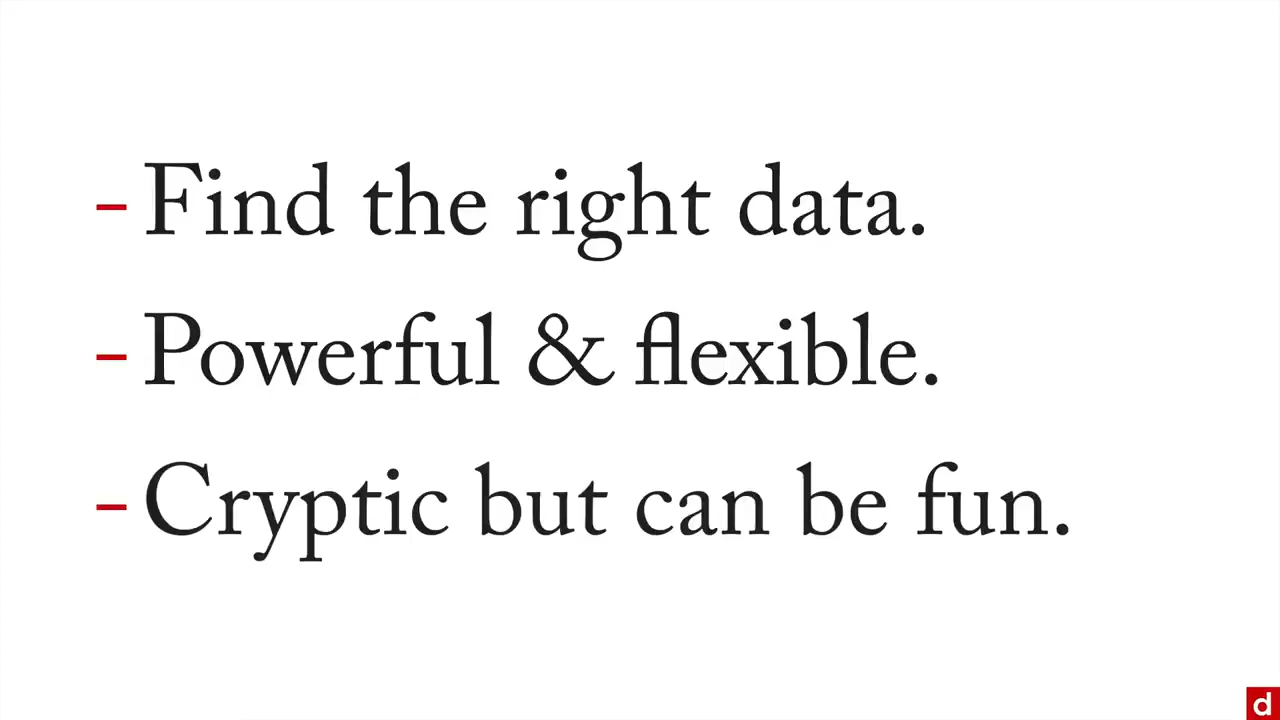 - Find the right data.
- Powerful & flexible.
- Cryptic but can be fun.
d